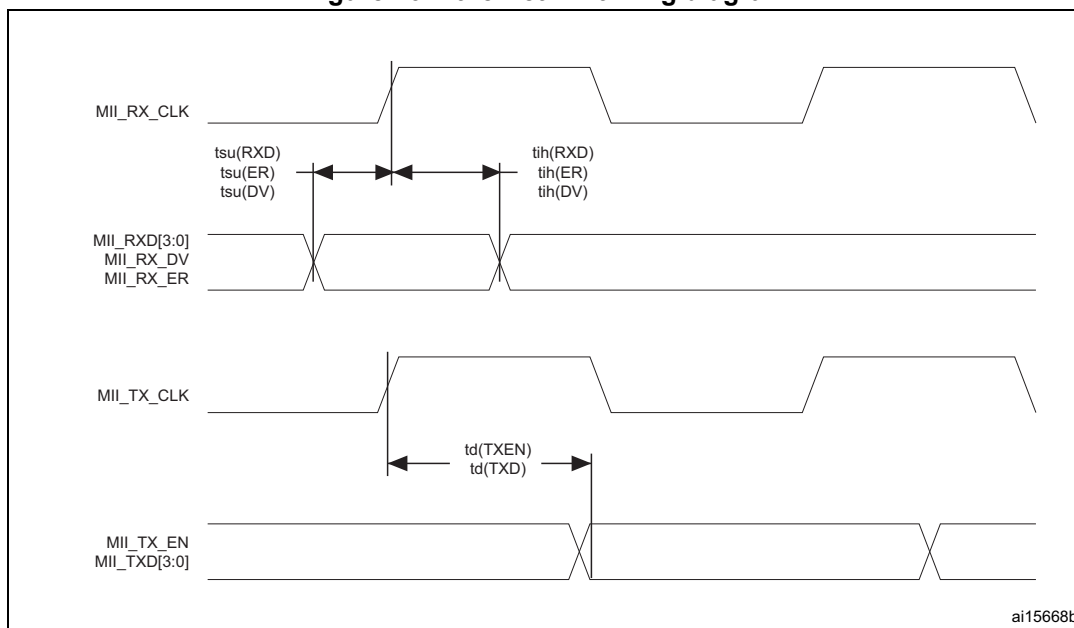 MII_RX_CLK
tsu(RXD)
tsu(ER)
tsu(DV)
tih(RXD)
tih(ER)
tih(DV)
MII_RXD[3:0]
MII_RX_DV
MII_RX_ER
MII_TX_CLK
td(TXEN)
td(TXD)
MII_TX_EN
MII_TXD[3:0]
ai15668b